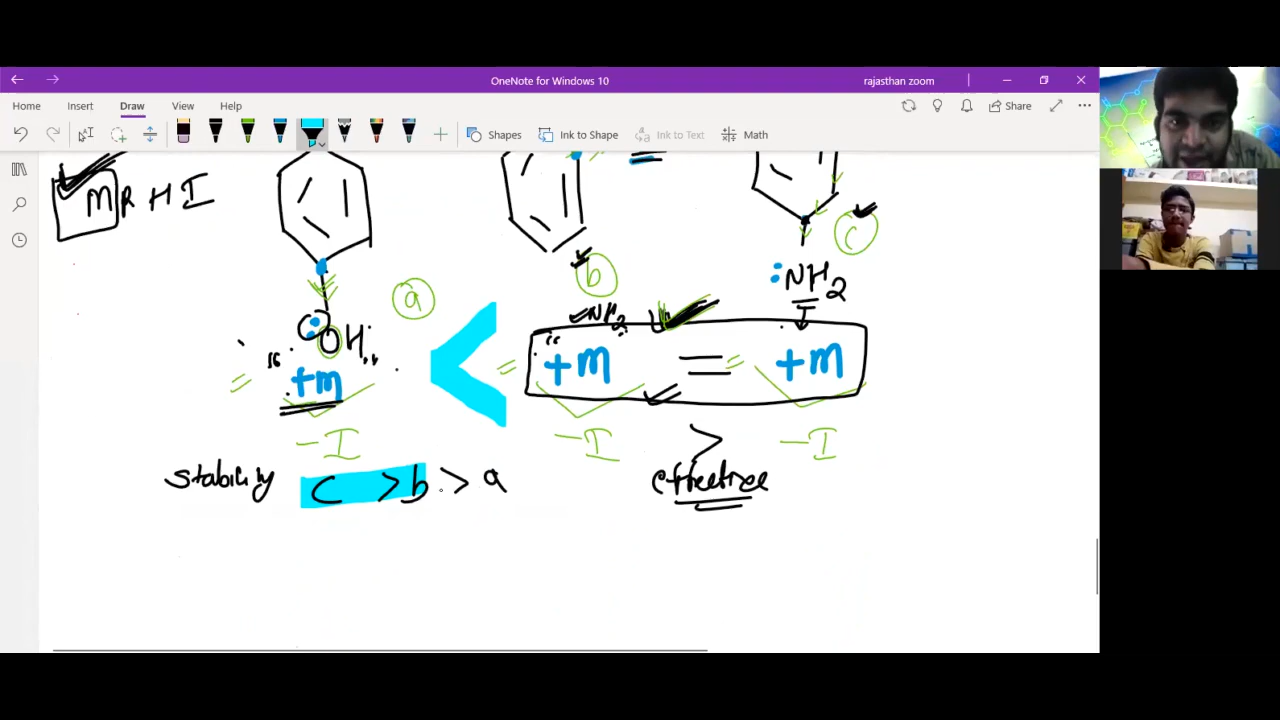 OneNote for Windows 10
rajasthan zoom
Home Insert Draw View Help
Share
Shapes Ink to Shape Ink to Text Math
M R H I
a
b
c
:NH2
NH2
OH
+m < +m = +m
-I -I > -I
stability c > b > a
effective